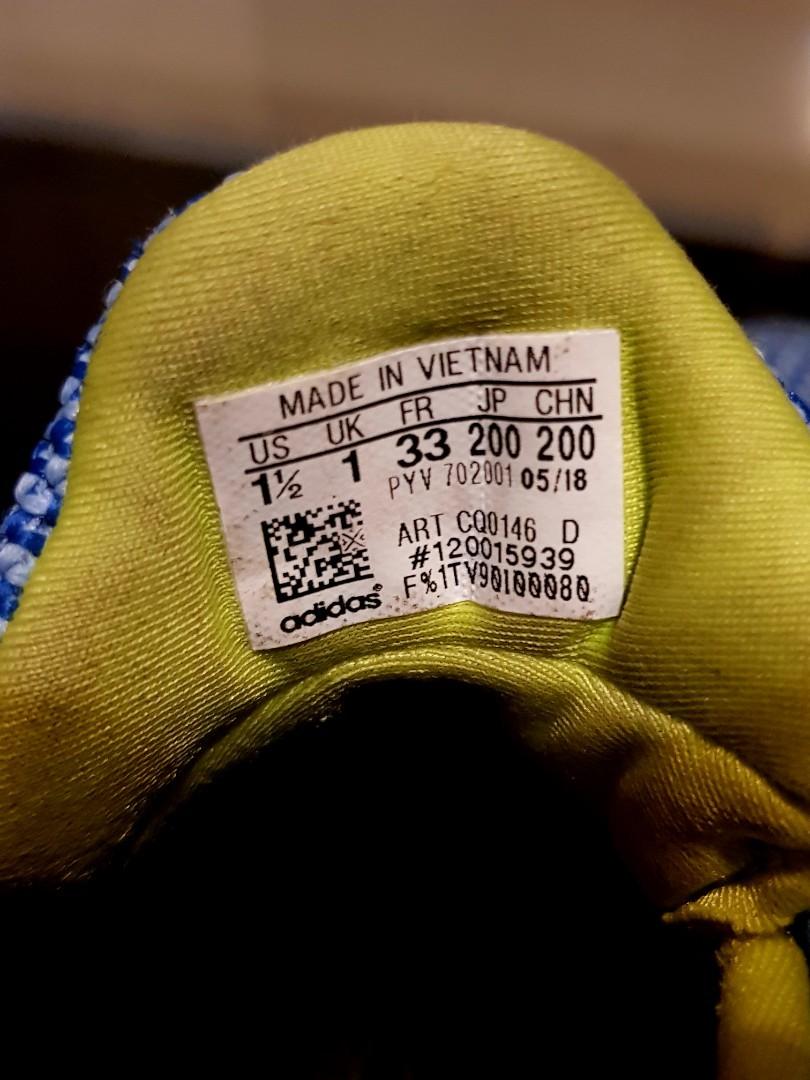 MADE IN VIETNAM
US UK FR JP CHN
1½ 1 33 200 200
PYV 702001 05/18
ART CQ0146 D
#120015939
F%1TV90I00080
adidas®